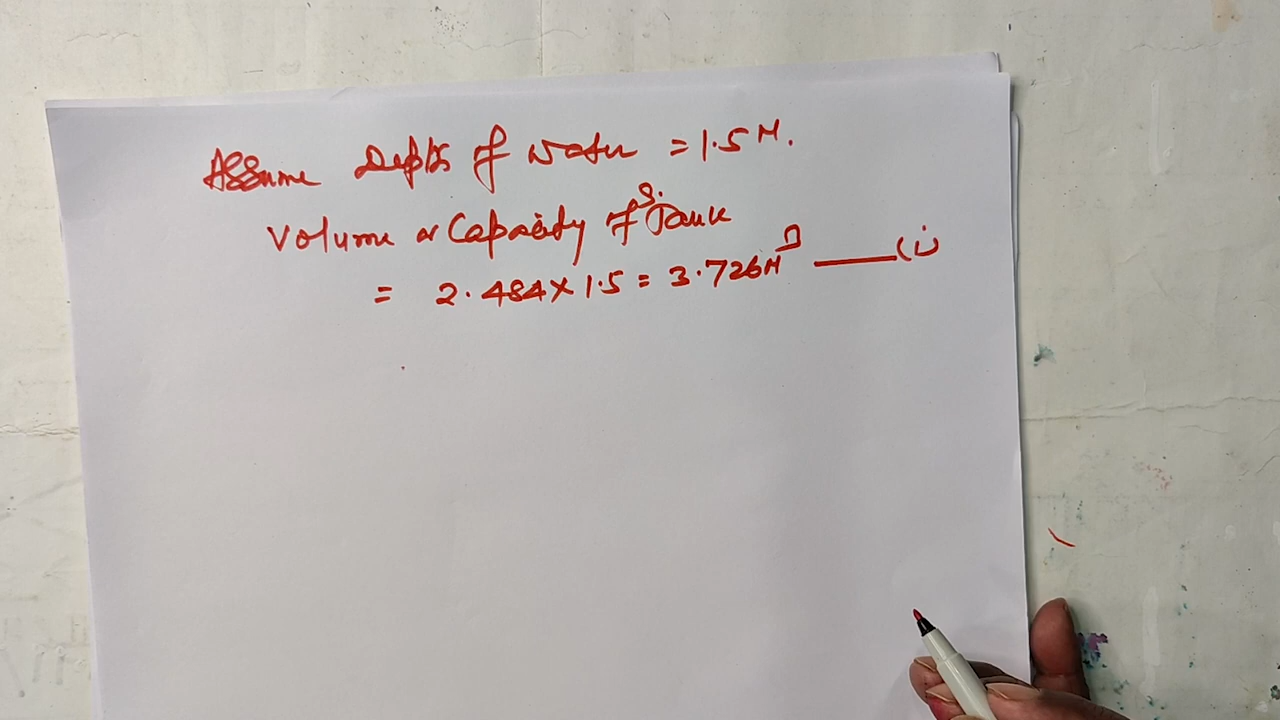 Assume Depth of water = 1.5 M.
Volume or Capacity of S. Tank
= 2.484 × 1.5 = 3.726 M³ —— (i)